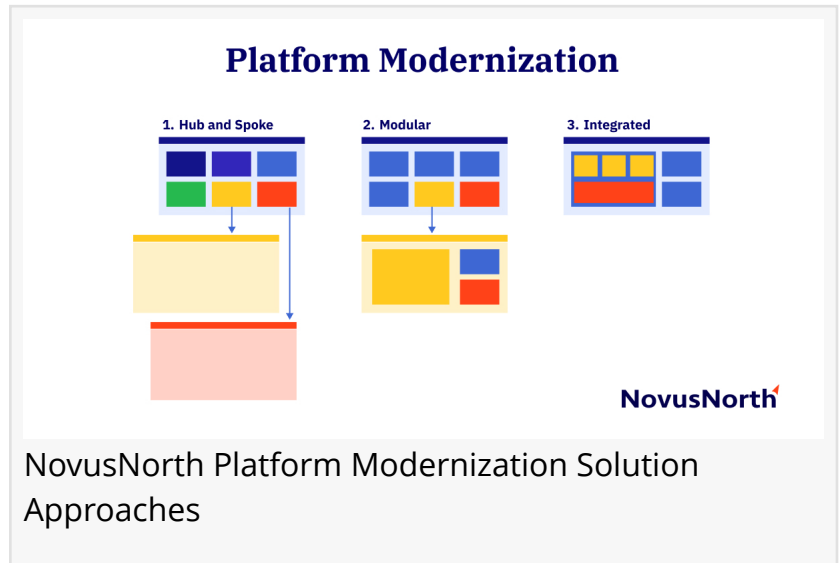 Platform Modernization
1. Hub and Spoke
2. Modular
3. Integrated
NovusNorth
NovusNorth Platform Modernization Solution
Approaches